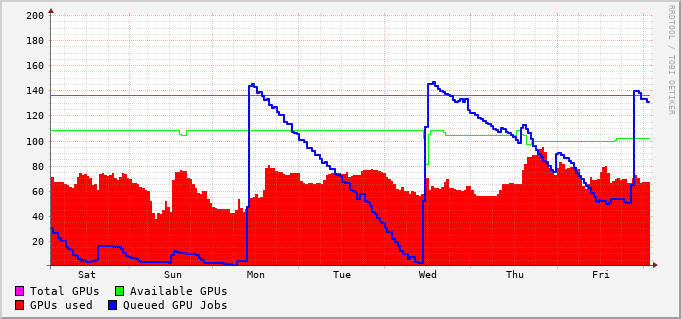 200
180
160
140
120
100
80
60
40
20
Sat Sun Mon Tue Wed Thu Fri
RRDTOOL / TOBI OETIKER
Total GPUs Available GPUs
GPUs used Queued GPU Jobs